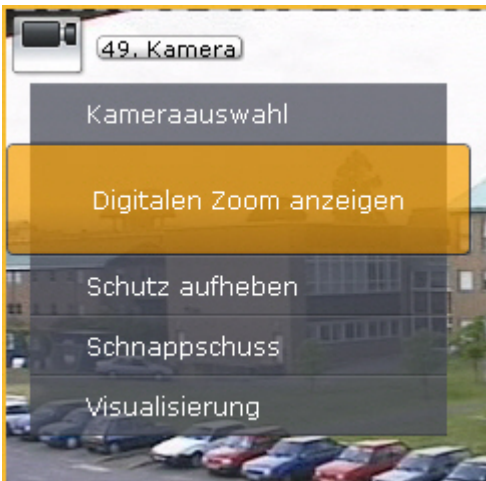 49. Kamera
Kameraauswahl
Digitalen Zoom anzeigen
Schutz aufheben
Schnappschuss
Visualisierung